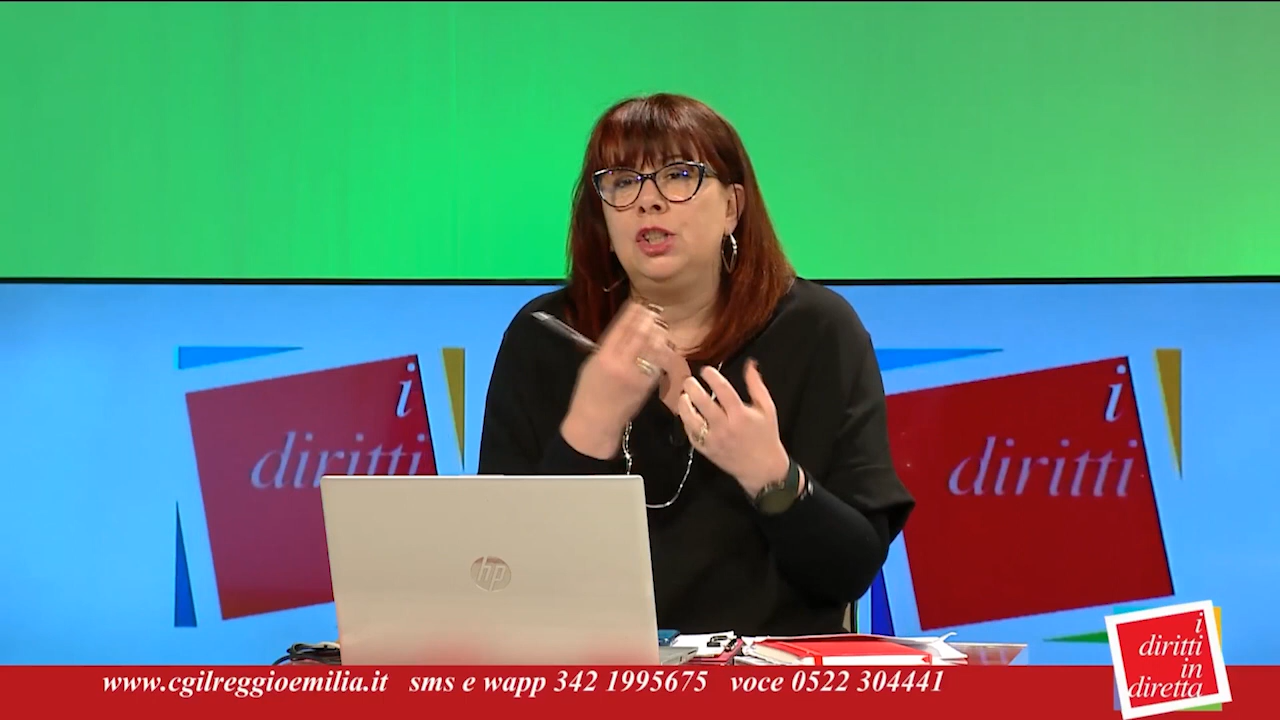 i
diritti
i
diritti
hp
www.cgilreggioemilia.it sms e wapp 342 1995675 voce 0522 304441
i
diritti
in
diretta